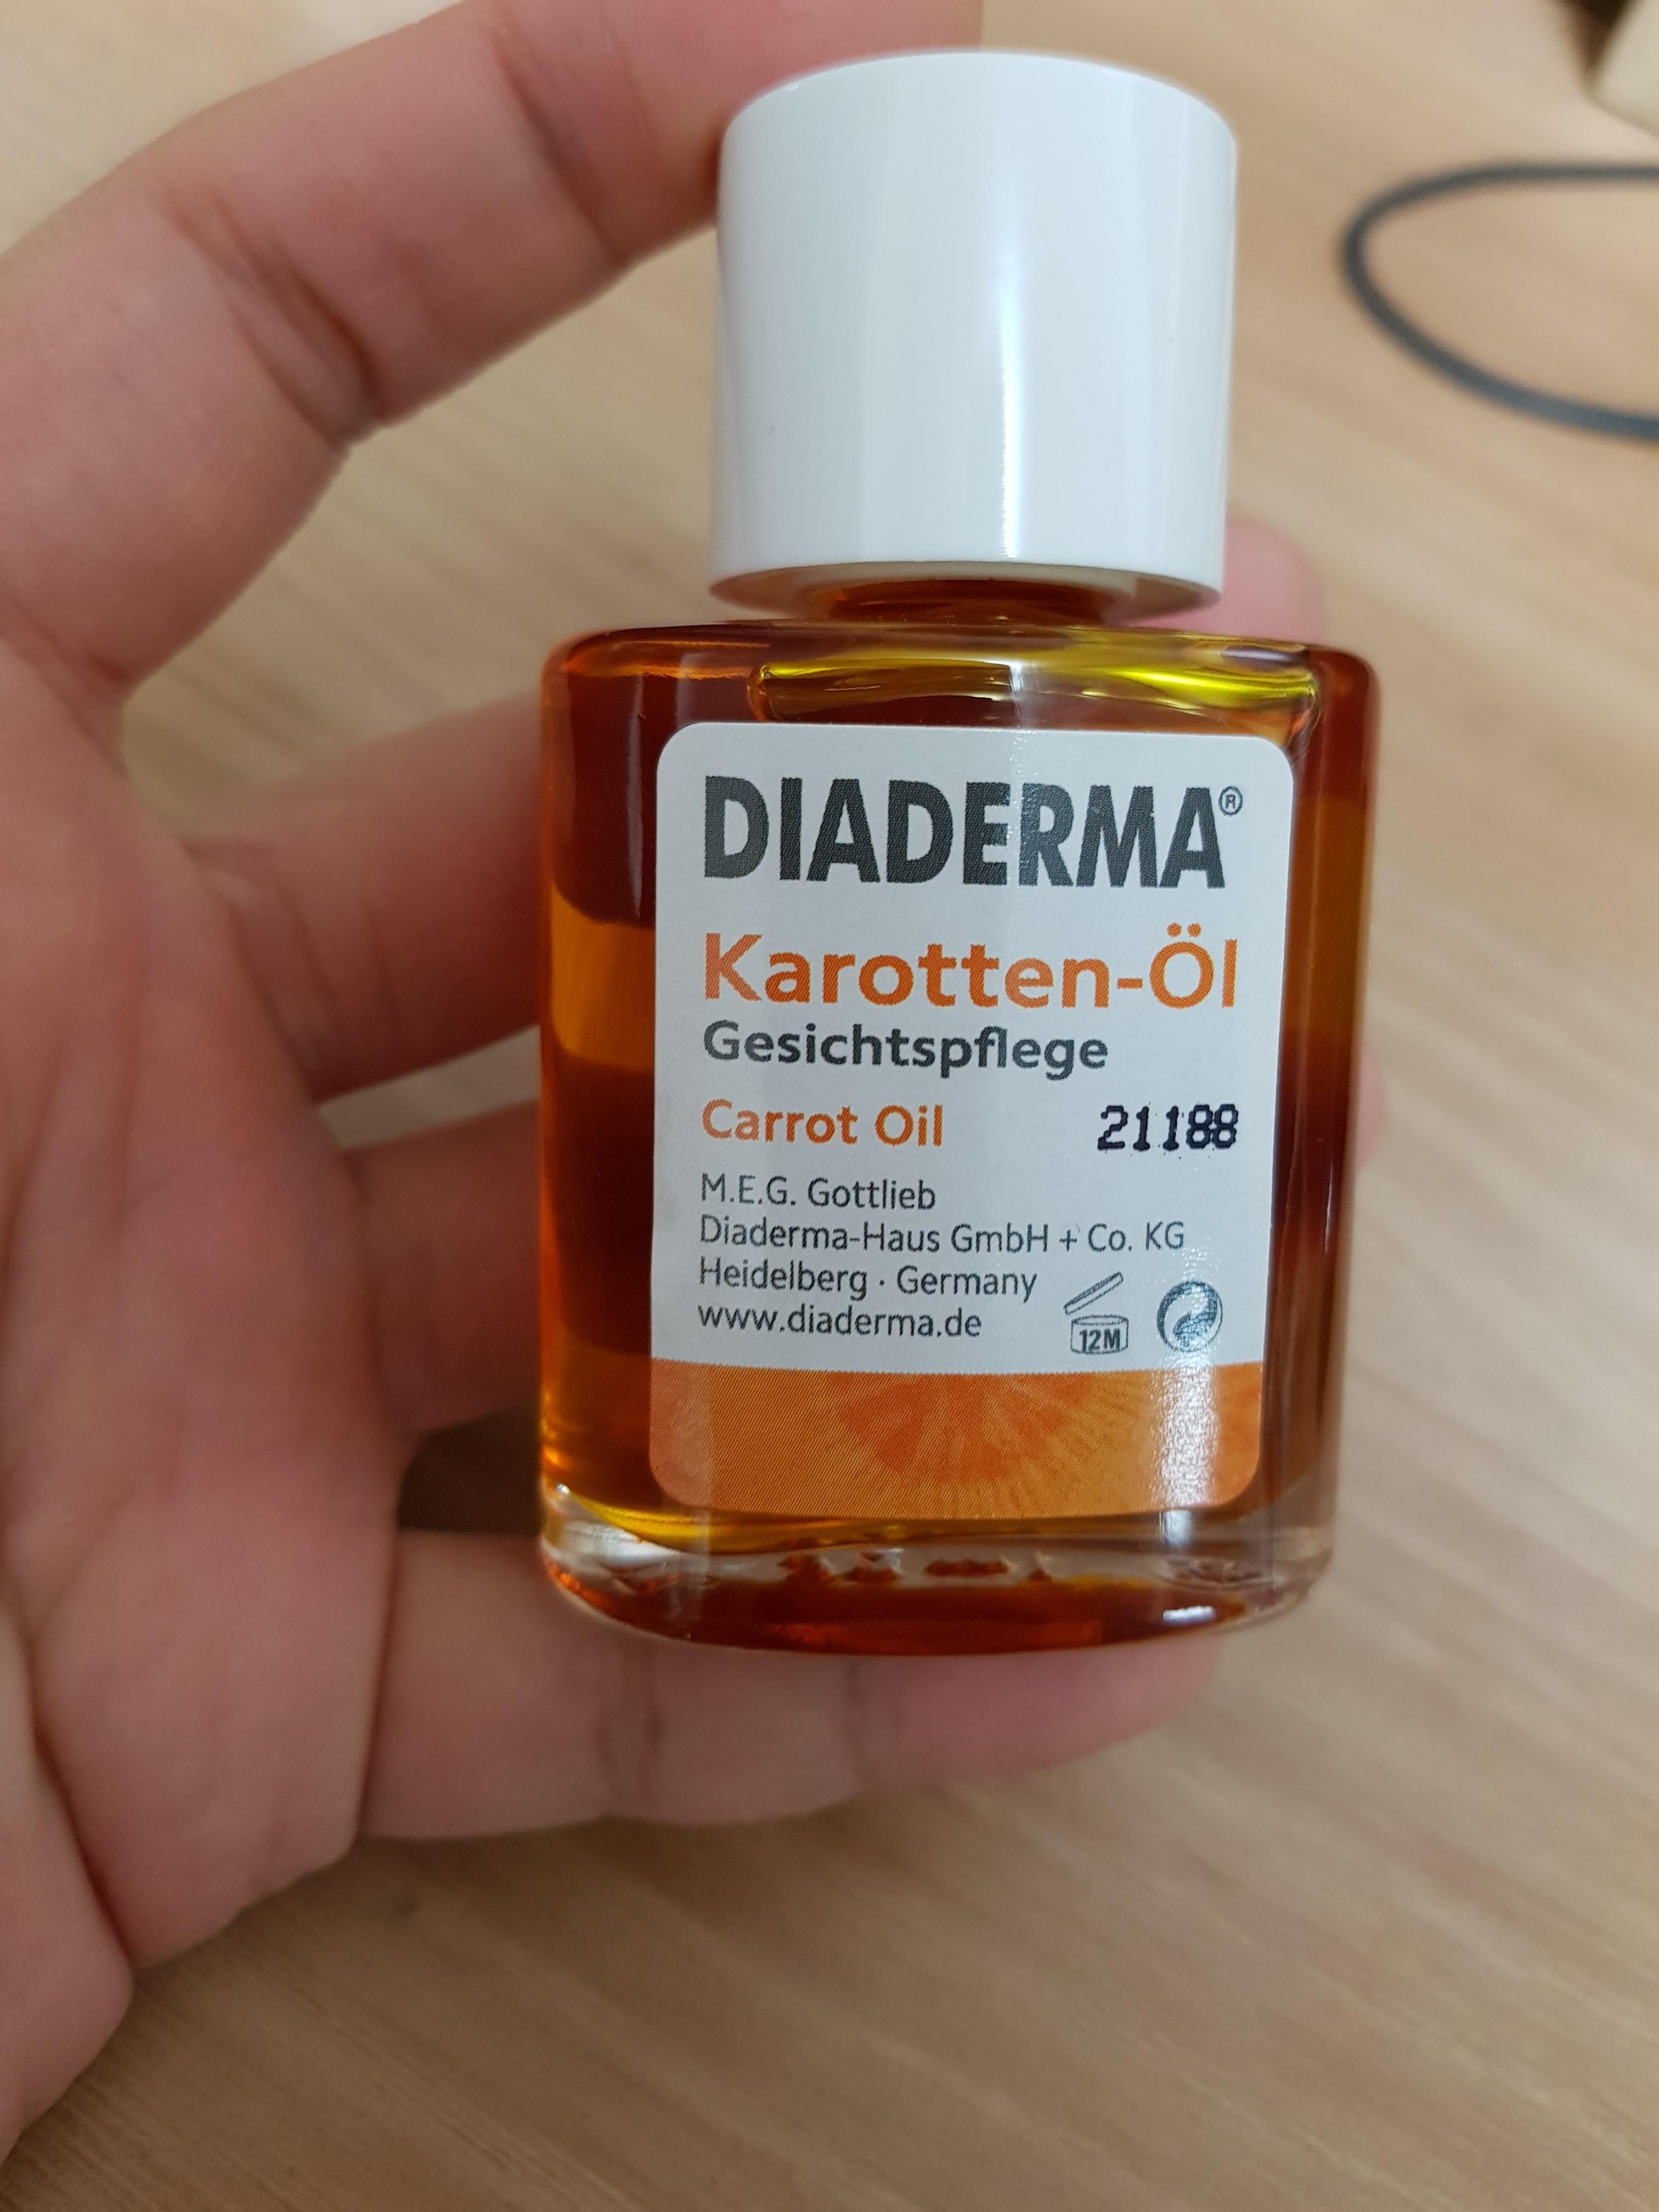 DIADERMA®
Karotten-Öl
Gesichtspflege
Carrot Oil 21188
M.E.G. Gottlieb
Diaderma-Haus GmbH + Co. KG
Heidelberg · Germany
www.diaderma.de
12M